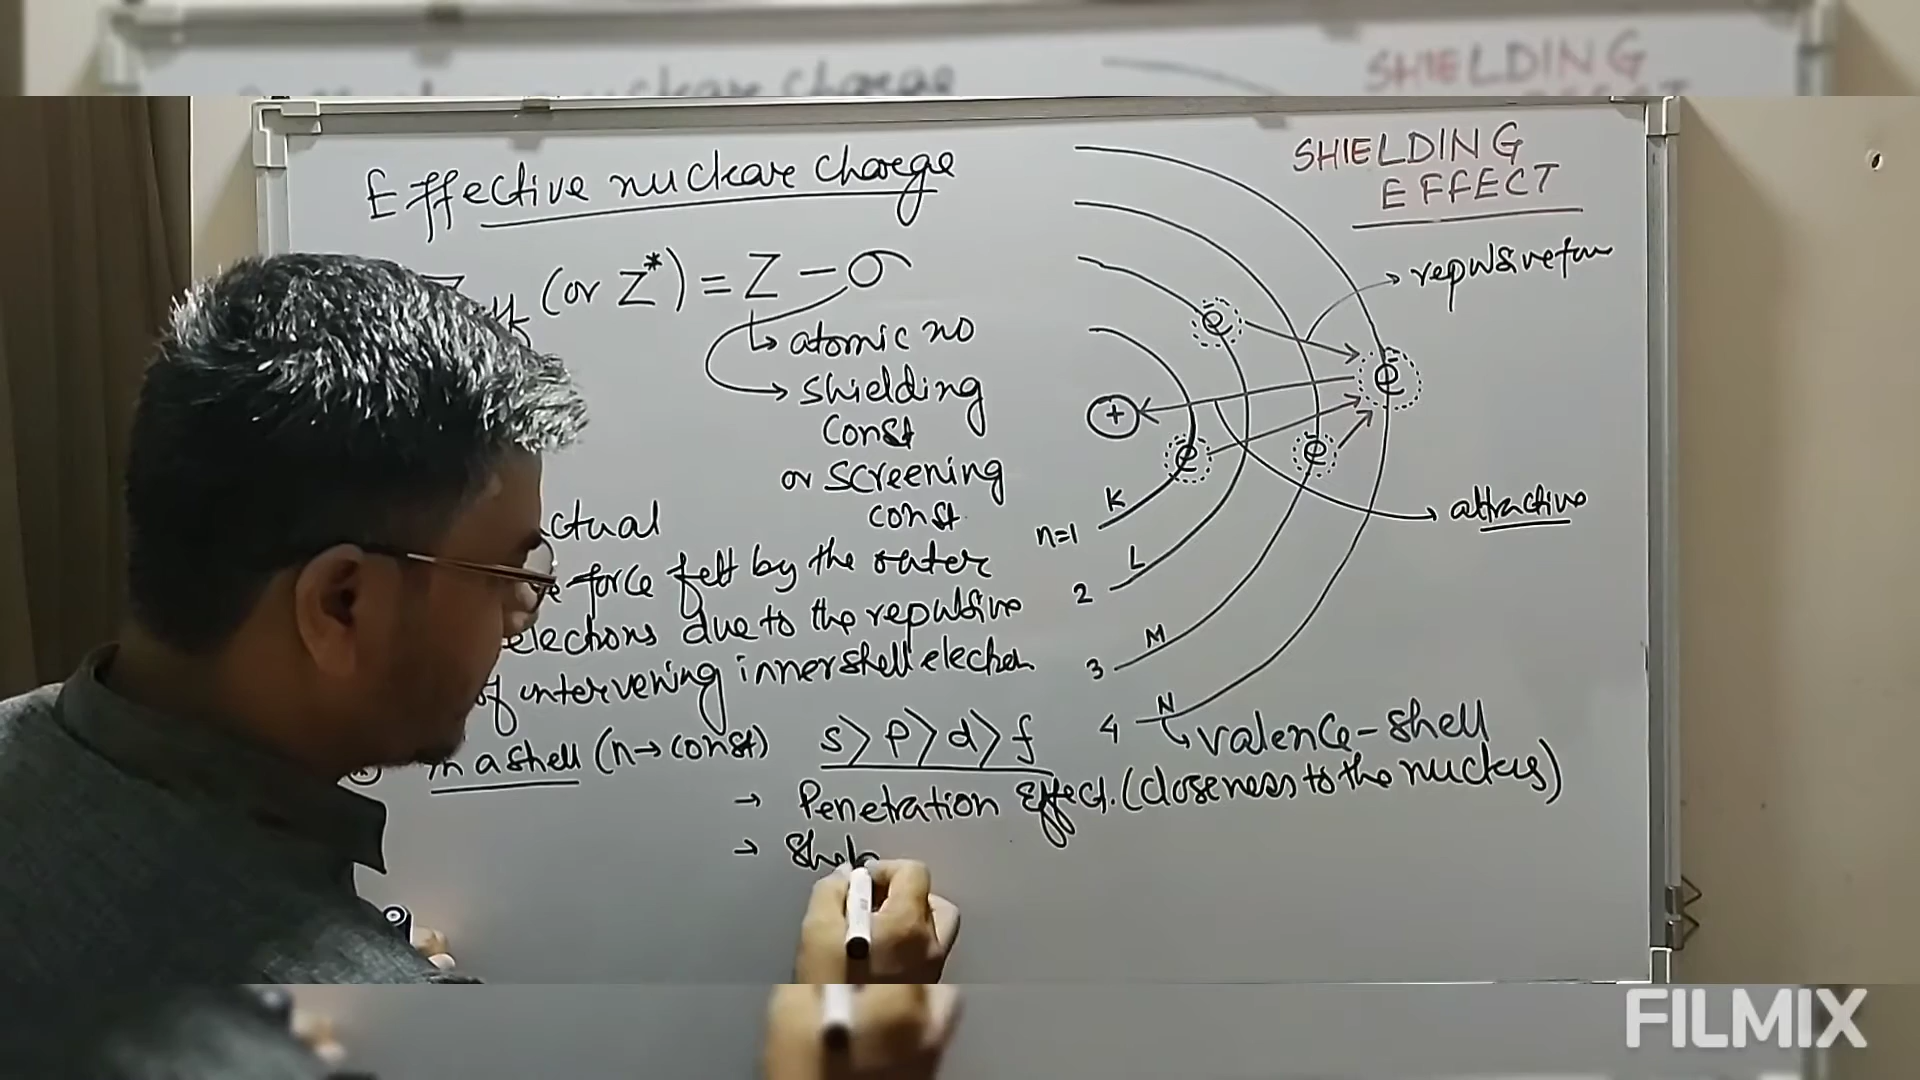 Effective nuclear charge
(or Z*) = Z - σ
atomic no
shielding
const
or screening
const
ctual
force felt by the outer
electrons due to the repulsive
of intervening inner shell electron
in a shell (n→const) s>p>d>f
→ Penetration Effect. (closeness to the nucleus)
→
SHIELDING
EFFECT
repulsive
e
e
+
e
e
attractive
n=1 K
2 L
3 M
4 N
valence-shell
FILMIX